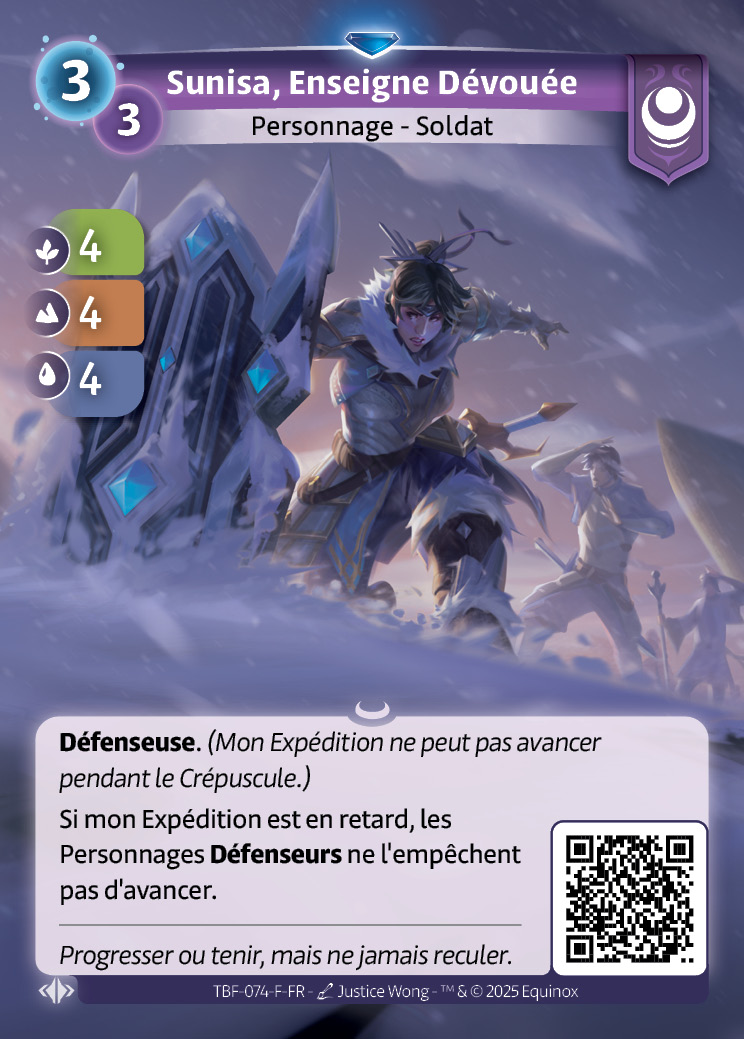 3
Sunisa, Enseigne Dévouée
3
Personnage - Soldat
4
4
4
Défenseuse. (Mon Expédition ne peut pas avancer
pendant le Crépuscule.)
Si mon Expédition est en retard, les
Personnages Défenseurs ne l'empêchent
pas d'avancer.
Progresser ou tenir, mais ne jamais reculer.
TBF-074-F-FR - Justice Wong - ™ & © 2025 Equinox